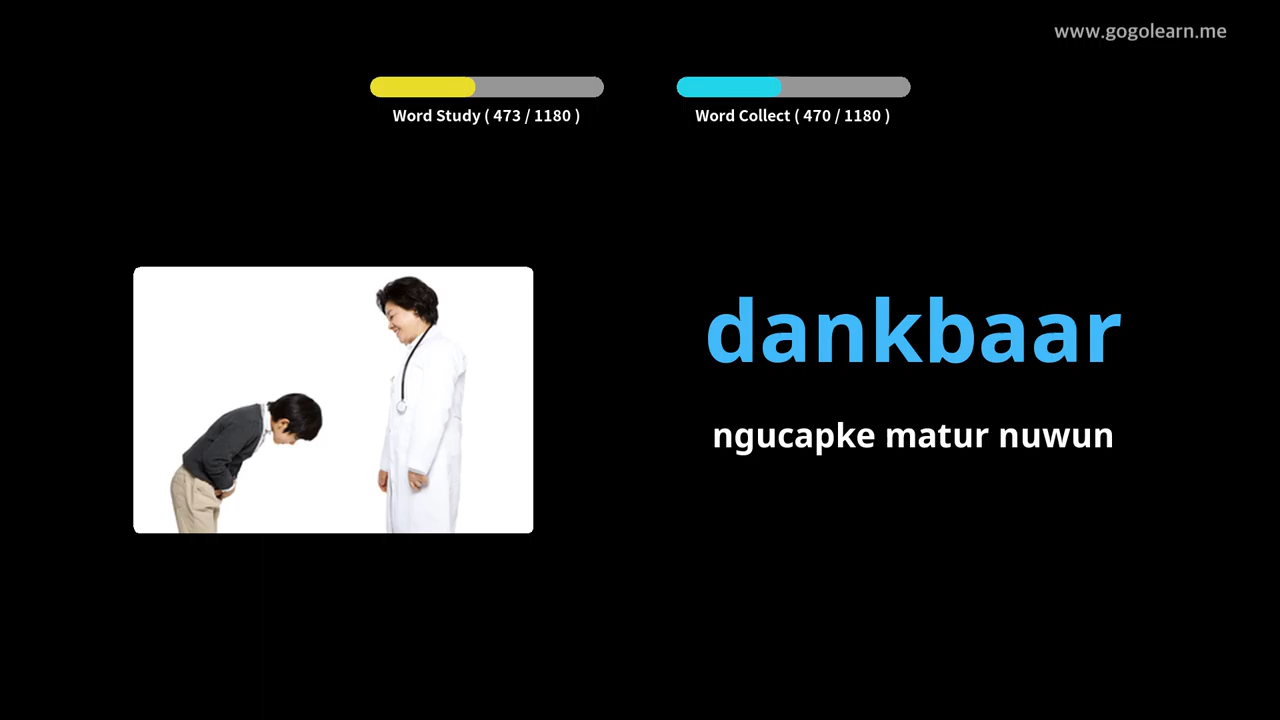 www.gogolearn.me
Word Study ( 473 / 1180 )
Word Collect ( 470 / 1180 )
dankbaar
ngucapke matur nuwun